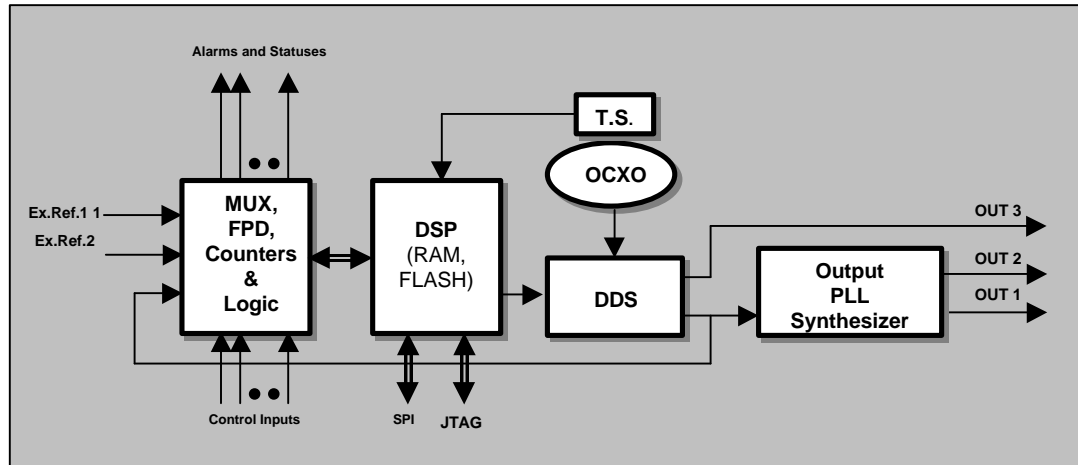 Alarms and Statuses
T.S.
OCXO
MUX,
FPD,
Counters
&
Logic
DSP
(RAM,
FLASH)
DDS
Output
PLL
Synthesizer
Ex.Ref.1 1
Ex.Ref.2
OUT 3
OUT 2
OUT 1
Control Inputs
SPI
JTAG